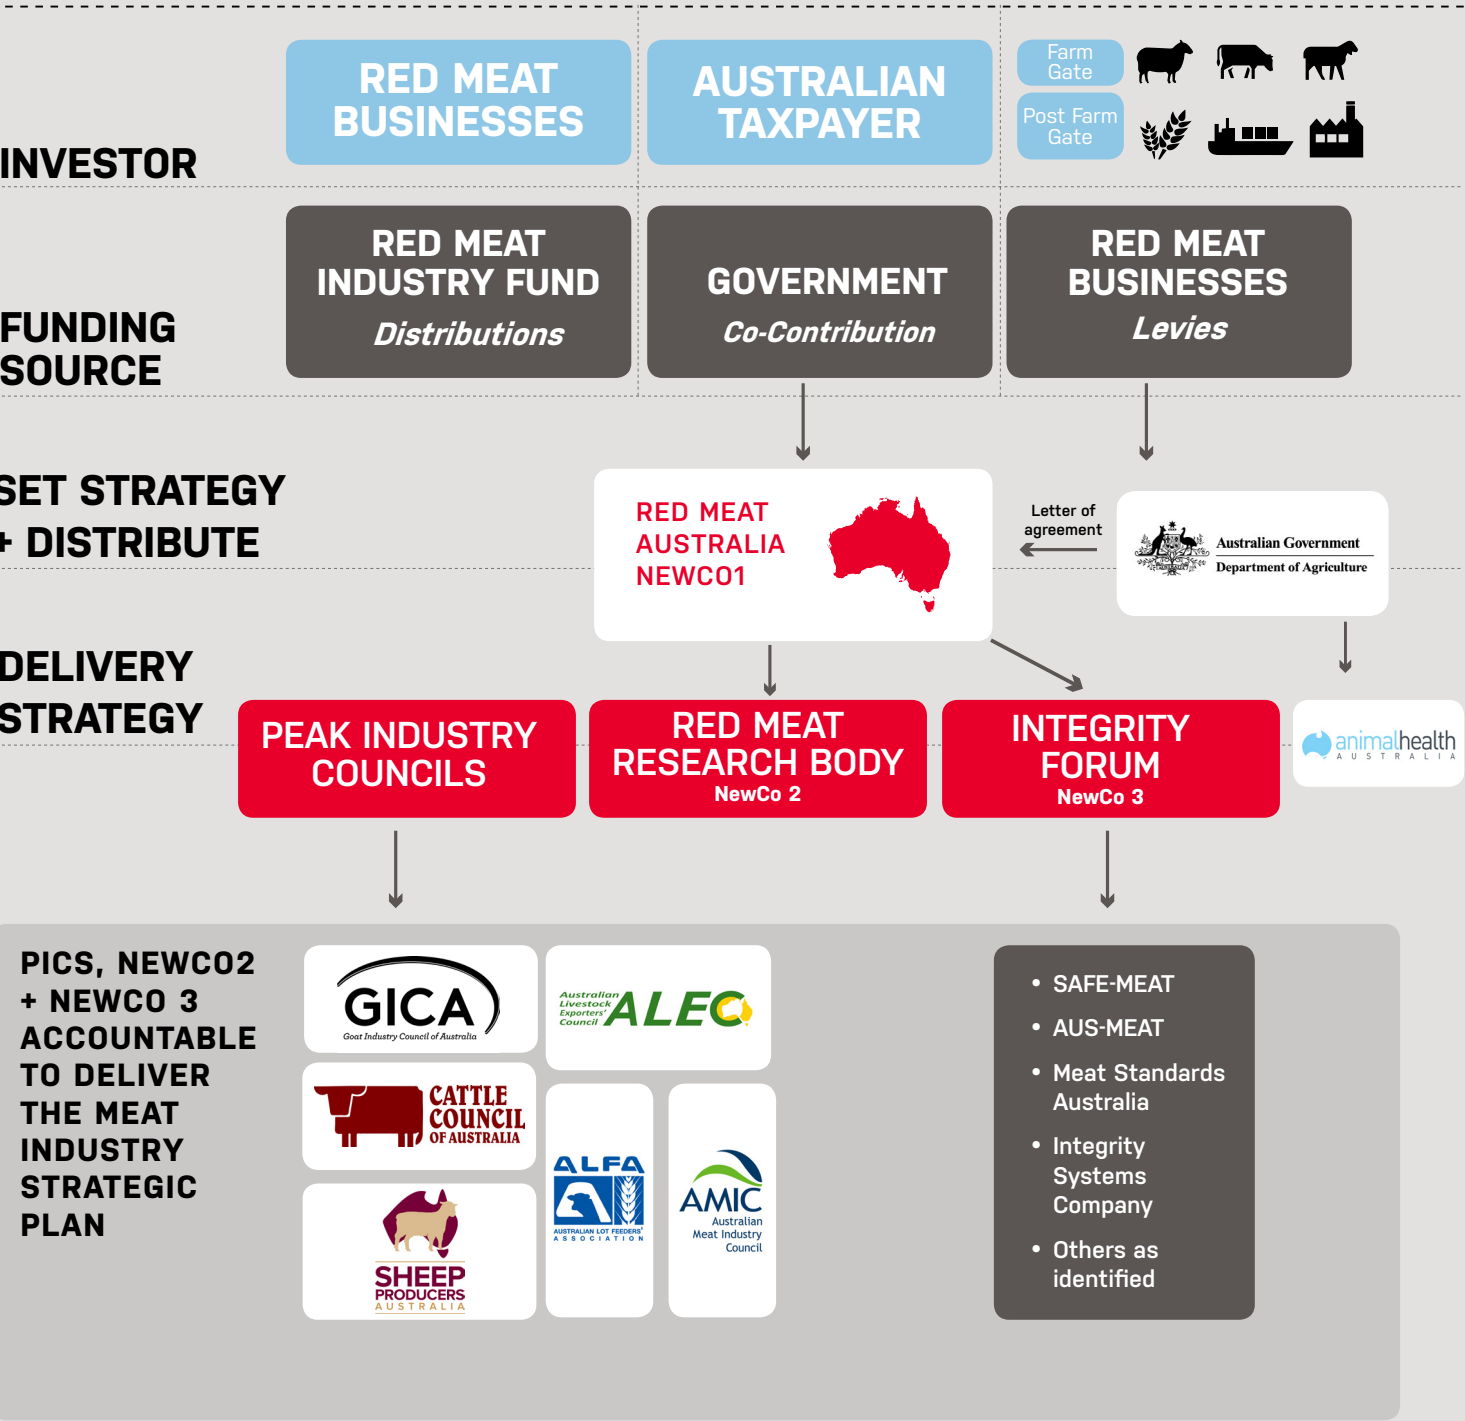 INVESTOR
RED MEAT
BUSINESSES
AUSTRALIAN
TAXPAYER
Farm
Gate
Post Farm
Gate
FUNDING
SOURCE
RED MEAT
INDUSTRY FUND
Distributions
GOVERNMENT
Co-Contribution
RED MEAT
BUSINESSES
Levies
SET STRATEGY
+ DISTRIBUTE
RED MEAT
AUSTRALIA
NEWCO1
Letter of
agreement
Australian Government
Department of Agriculture
DELIVERY
STRATEGY
PEAK INDUSTRY
COUNCILS
RED MEAT
RESEARCH BODY
NewCo 2
INTEGRITY
FORUM
NewCo 3
animalhealth
AUSTRALIA
PICS, NEWCO2
+ NEWCO 3
ACCOUNTABLE
TO DELIVER
THE MEAT
INDUSTRY
STRATEGIC
PLAN
GICA
Goat Industry Council of Australia
Australian
Livestock
Exporters'
Council
ALEC
CATTLE
COUNCIL
OF AUSTRALIA
SHEEP
PRODUCERS
AUSTRALIA
ALFA
AUSTRALIAN LOT FEEDERS'
ASSOCIATION
AMIC
Australian
Meat Industry
Council
• SAFE-MEAT
• AUS-MEAT
• Meat Standards
Australia
• Integrity
Systems
Company
• Others as
identified